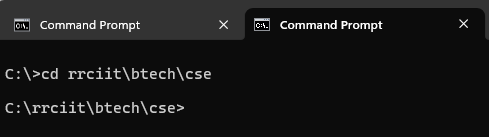 Command Prompt
Command Prompt
C:\>cd rrciit\btech\cse
C:\rrciit\btech\cse>